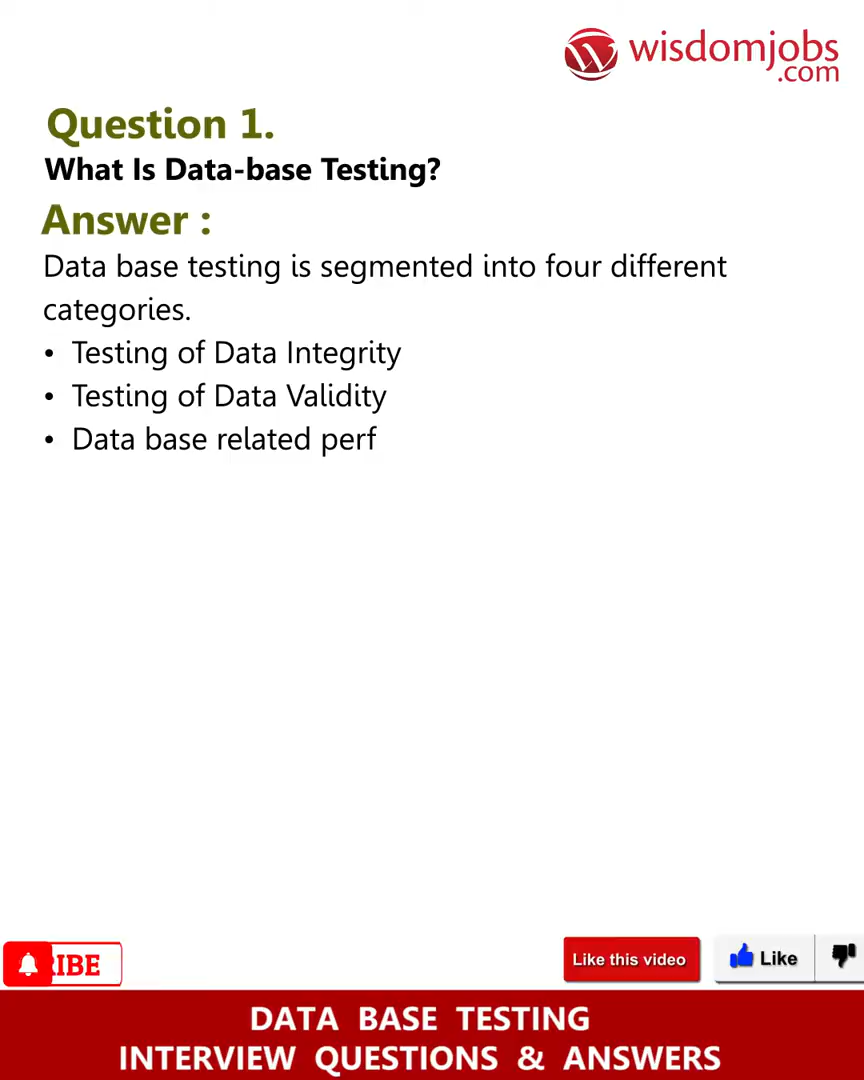 wisdomjobs
.com
Question 1.
What Is Data-base Testing?
Answer :
Data base testing is segmented into four different
categories.
• Testing of Data Integrity
• Testing of Data Validity
• Data base related perf
RIBE
Like this video
Like
DATA BASE TESTING
INTERVIEW QUESTIONS & ANSWERS